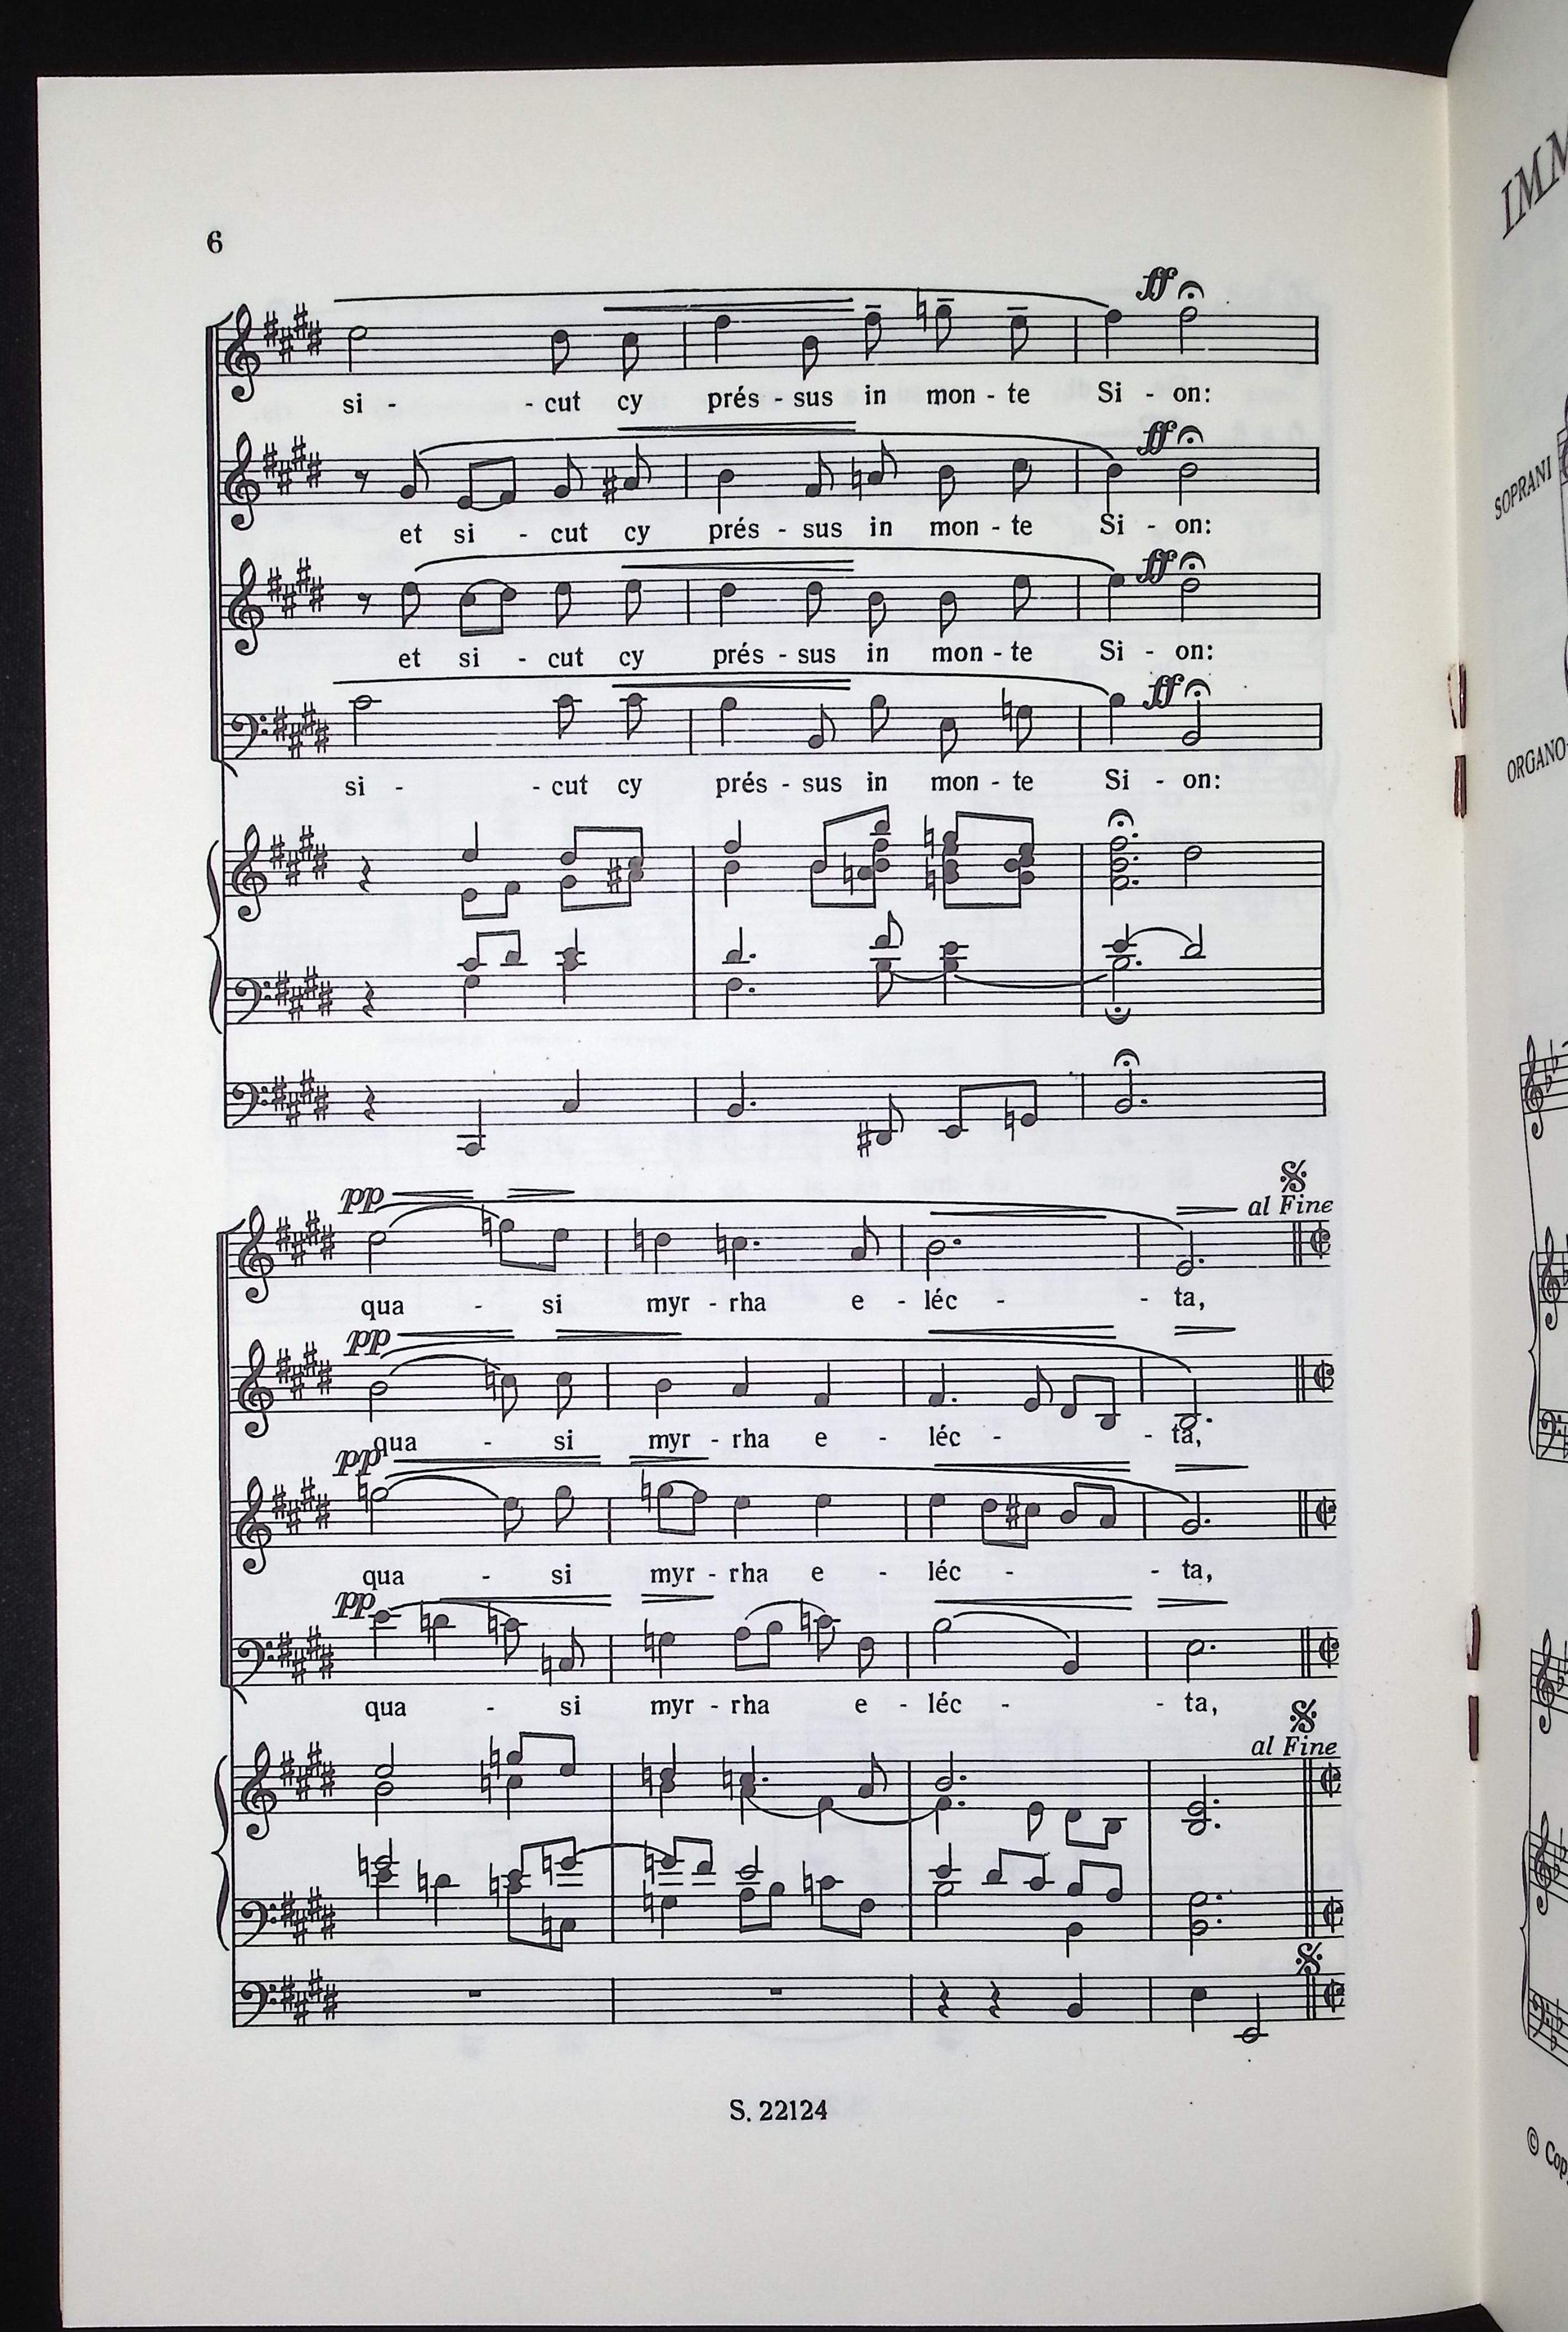 6
ff
si - - cut cy prés - sus in mon - te Si - on:
ff
et si - cut cy prés - sus in mon - te Si - on:
ff
et si - cut cy prés - sus in mon - te Si - on:
ff
si - - cut cy prés - sus in mon - te Si - on:
pp
al Fine
qua - si myr - rha e - léc - - ta,
pp
qua - si myr - rha e - léc - - ta,
pp
qua - si myr - rha e - léc - - ta,
pp
qua - si myr - rha e - léc - - ta,
al Fine
S. 22124
SOPRANI
ORGANO